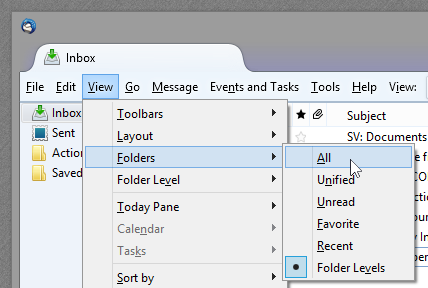 Inbox
File Edit View Go Message Events and Tasks Tools Help View:
Inbox
Sent
Action
Saved
Toolbars
Layout
Folders
Folder Level
Today Pane
Calendar
Tasks
Sort by
All
Unified
Unread
Favorite
Recent
Folder Levels
Subject
SV: Documents